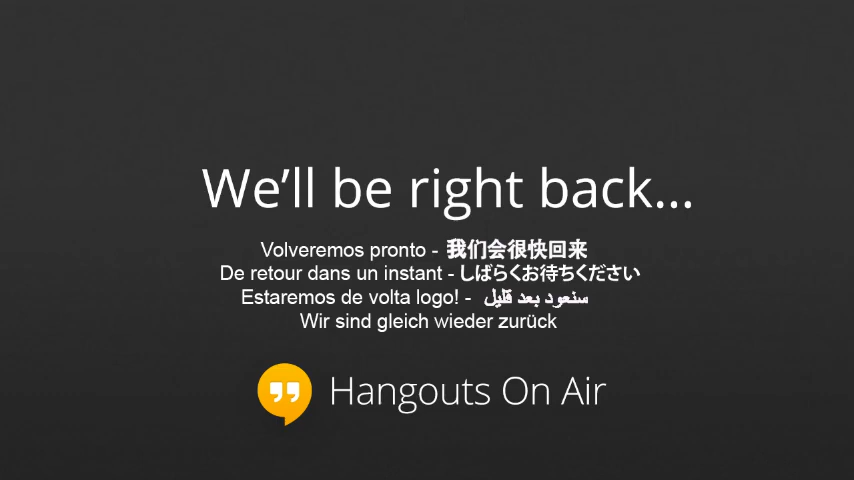 We'll be right back...
Volveremos pronto - 我们会很快回来
De retour dans un instant - しばらくお待ちください
Estaremos de volta logo! - سنعود بعد قليل
Wir sind gleich wieder zurück
Hangouts On Air